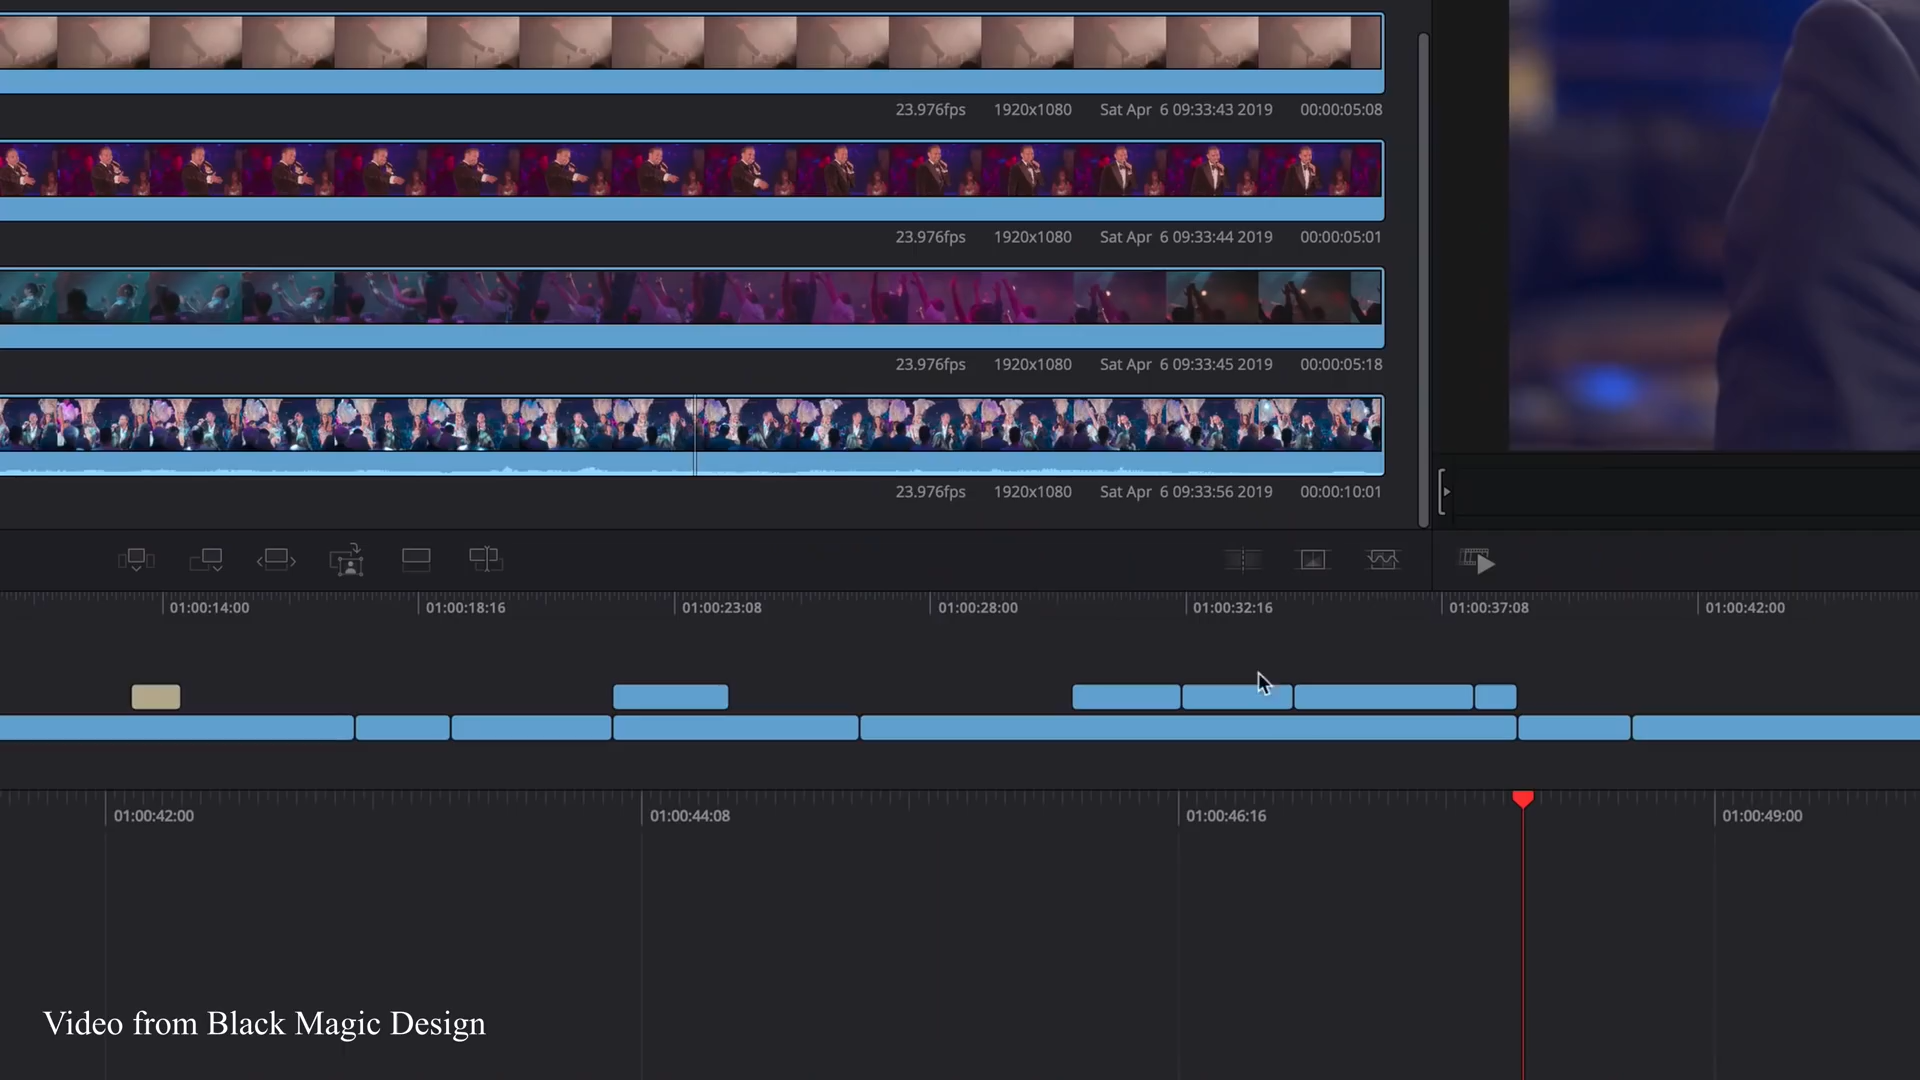 23.976fps 1920x1080 Sat Apr 6 09:33:43 2019 00:00:05:08
23.976fps 1920x1080 Sat Apr 6 09:33:44 2019 00:00:05:01
23.976fps 1920x1080 Sat Apr 6 09:33:45 2019 00:00:05:18
23.976fps 1920x1080 Sat Apr 6 09:33:56 2019 00:00:10:01
01:00:14:00 01:00:18:16 01:00:23:08 01:00:28:00 01:00:32:16 01:00:37:08 01:00:42:00
01:00:42:00 01:00:44:08 01:00:46:16 01:00:49:00
Video from Black Magic Design